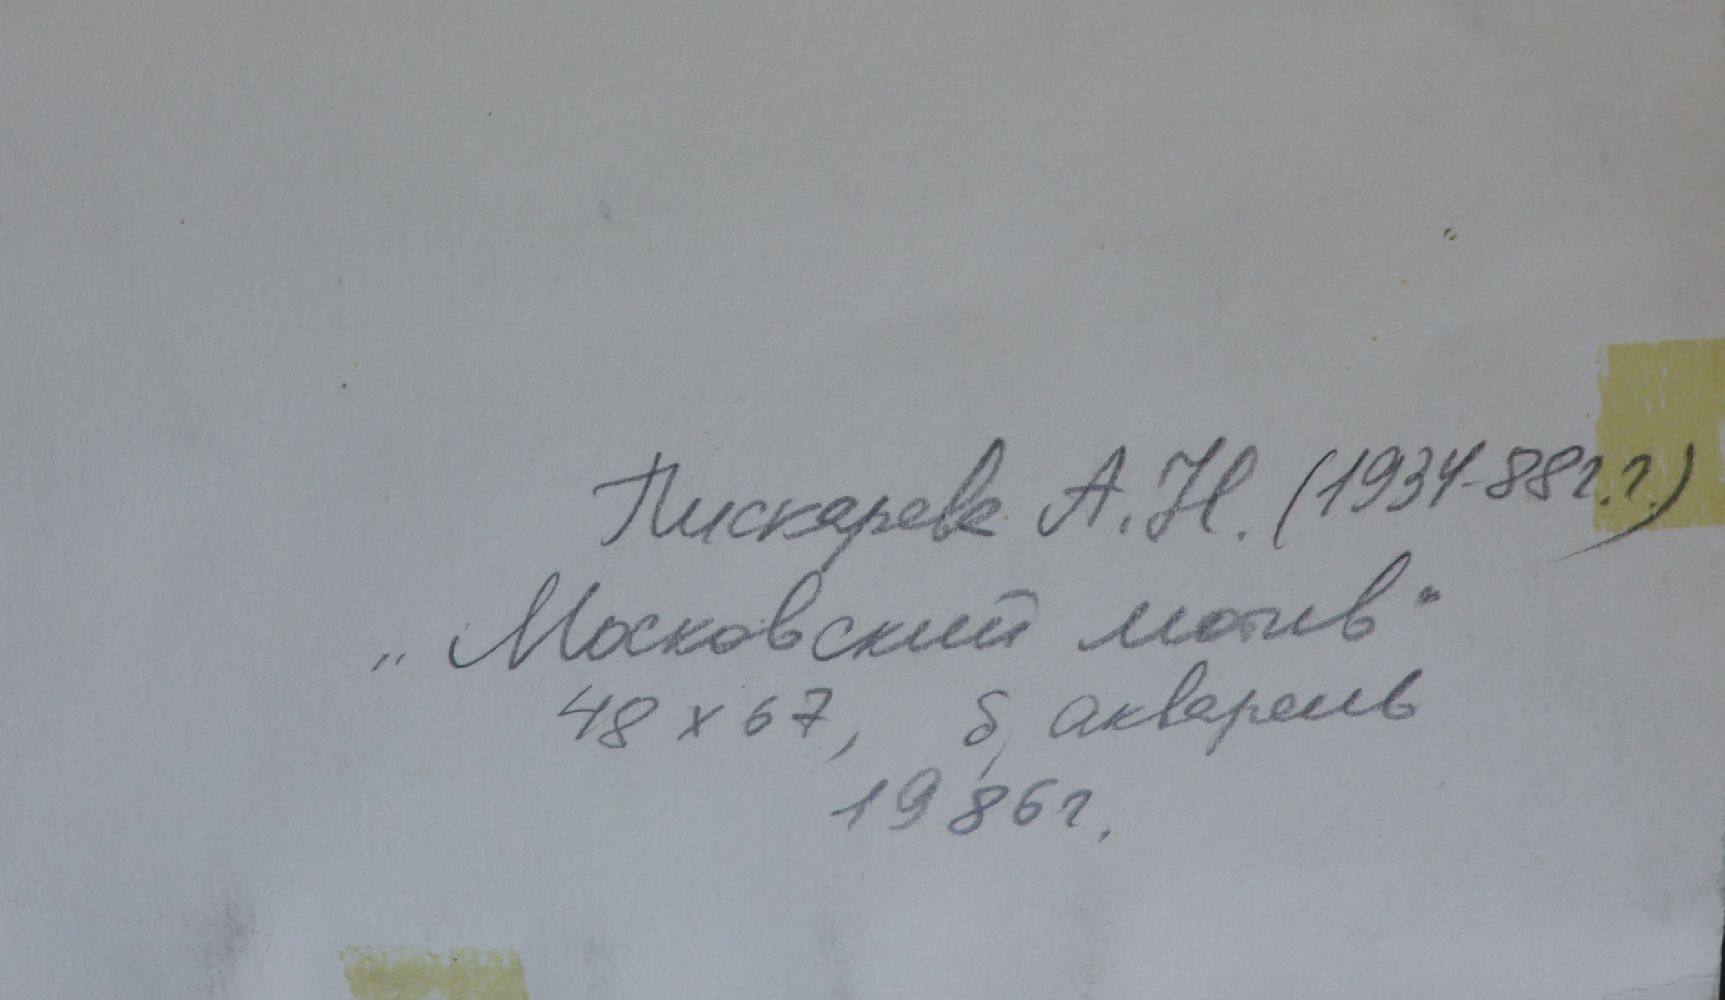 Пискарев А.Н. (1934-88г.г.)
„Московский мотив“
48 х 67, б, акварель
1986г.